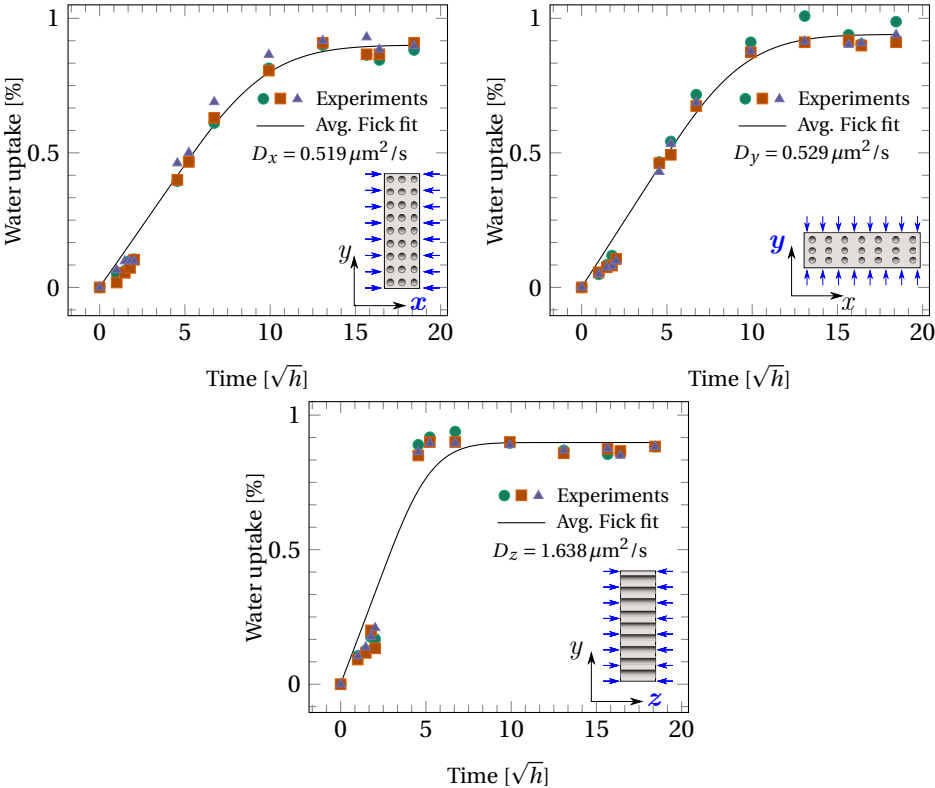 Water uptake [%]
1
0.5
0
Experiments
Avg. Fick fit
Dₓ = 0.519 μm²/s
y
x
0 5 10 15 20
Time [√h]
Water uptake [%]
1
0.5
0
Experiments
Avg. Fick fit
D_y = 0.529 μm²/s
y
x
0 5 10 15 20
Time [√h]
Water uptake [%]
1
0.5
0
Experiments
Avg. Fick fit
D_z = 1.638 μm²/s
y
z
0 5 10 15 20
Time [√h]